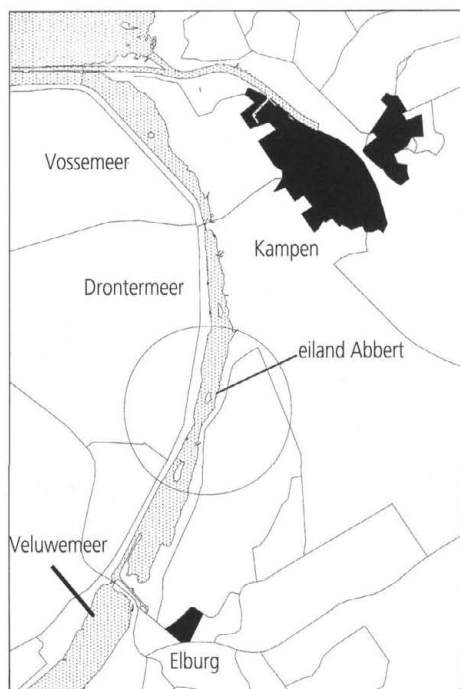 Vossemeer
Kampen
Drontermeer
eiland Abbert
Veluwemeer
Elburg